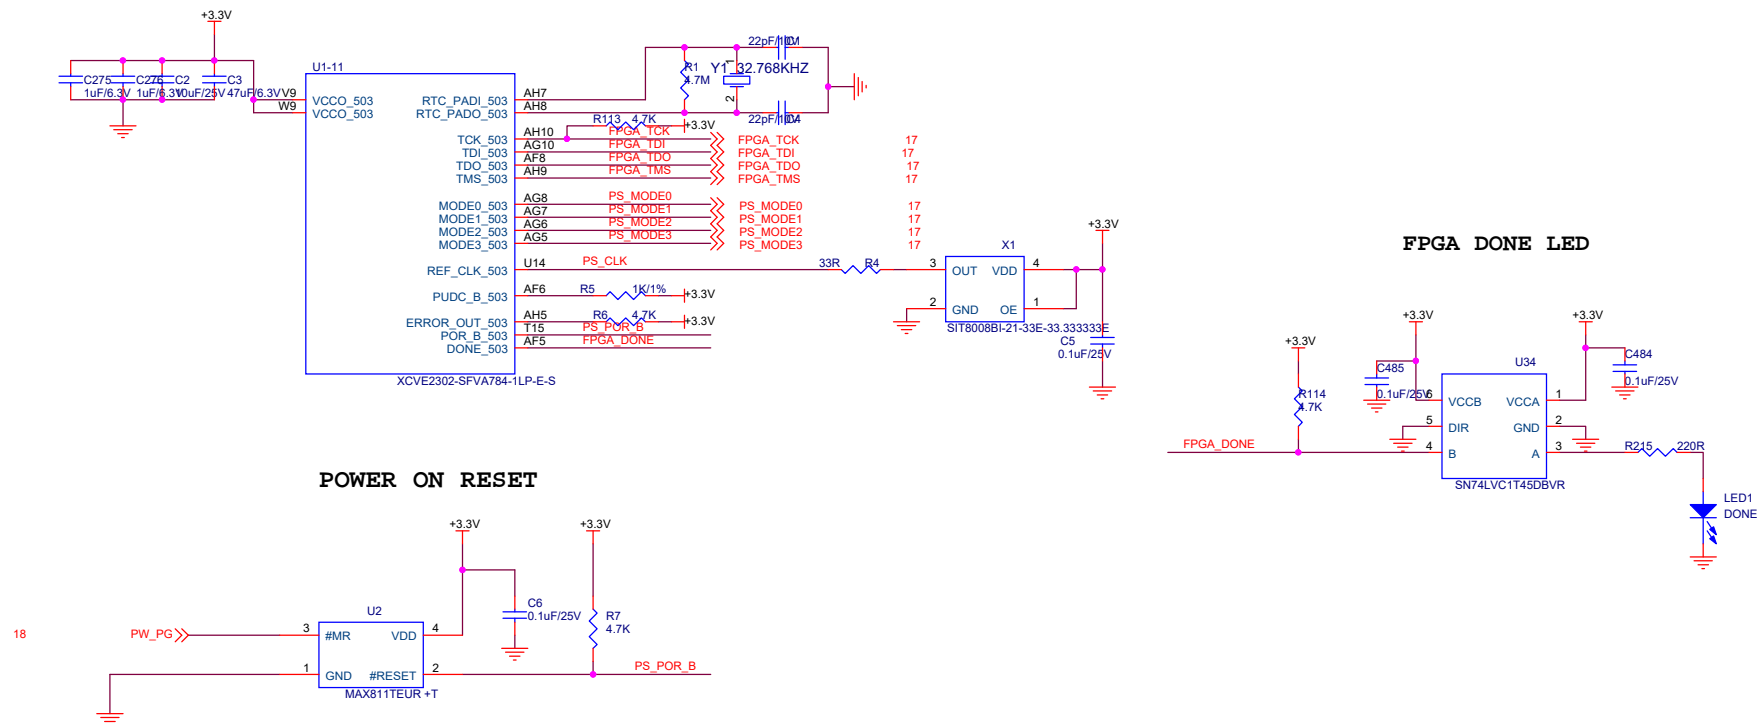 +3.3V
C275
1uF/6.3V
C276
1uF/6.3V
C2
10uF/25V
C3
47uF/6.3V
U1-11
V9 VCCO_503
W9 VCCO_503
RTC_PADI_503 AH7
RTC_PADO_503 AH8
TCK_503 AH10 FPGA_TCK FPGA_TCK 17
TDI_503 AG10 FPGA_TDI FPGA_TDI 17
TDO_503 AF8 FPGA_TDO FPGA_TDO 17
TMS_503 AH9 FPGA_TMS FPGA_TMS 17
MODE0_503 AG8 PS_MODE0 PS_MODE0 17
MODE1_503 AG7 PS_MODE1 PS_MODE1 17
MODE2_503 AG6 PS_MODE2 PS_MODE2 17
MODE3_503 AG5 PS_MODE3 PS_MODE3 17
REF_CLK_503 U14 PS_CLK 33R R4
PUDC_B_503 AF6 R5 1K/1% +3.3V
ERROR_OUT_503 AH5 R6 4.7K +3.3V
POR_B_503 T15 PS_POR_B
DONE_503 AF5 FPGA_DONE
XCVE2302-SFVA784-1LP-E-S
R1
4.7M
Y1 32.768KHZ
1
2
22pF/10V
22pF/10V
R113 4.7K +3.3V
X1
3 OUT VDD 4
2 GND OE 1
SIT8008BI-21-33E-33.333333E
+3.3V
C5
0.1uF/25V
FPGA DONE LED
+3.3V
R114
4.7K
FPGA_DONE
+3.3V
C485
0.1uF/25V
+3.3V
C484
0.1uF/25V
U34
6 VCCB VCCA 1
5 DIR GND 2
4 B A 3
SN74LVC1T45DBVR
R215 220R
LED1
DONE
POWER ON RESET
+3.3V
+3.3V
C6
0.1uF/25V
R7
4.7K
U2
18 PW_PG 3 #MR VDD 4
1 GND #RESET 2 PS_POR_B
MAX811TEUR +T